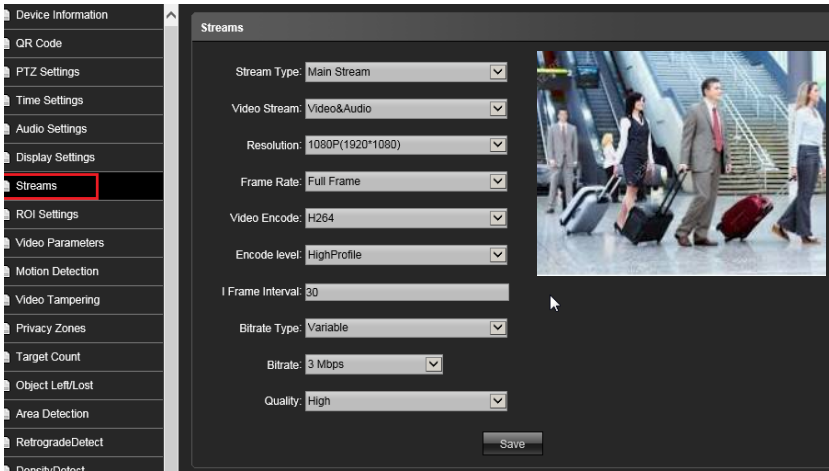 Device Information
QR Code
PTZ Settings
Time Settings
Audio Settings
Display Settings
Streams
ROI Settings
Video Parameters
Motion Detection
Video Tampering
Privacy Zones
Target Count
Object Left/Lost
Area Detection
RetrogradeDetect
DensityDetect
Streams
Stream Type: Main Stream
Video Stream: Video&Audio
Resolution: 1080P(1920*1080)
Frame Rate: Full Frame
Video Encode: H264
Encode level: HighProfile
I Frame Interval: 30
Bitrate Type: Variable
Bitrate: 3 Mbps
Quality: High
Save